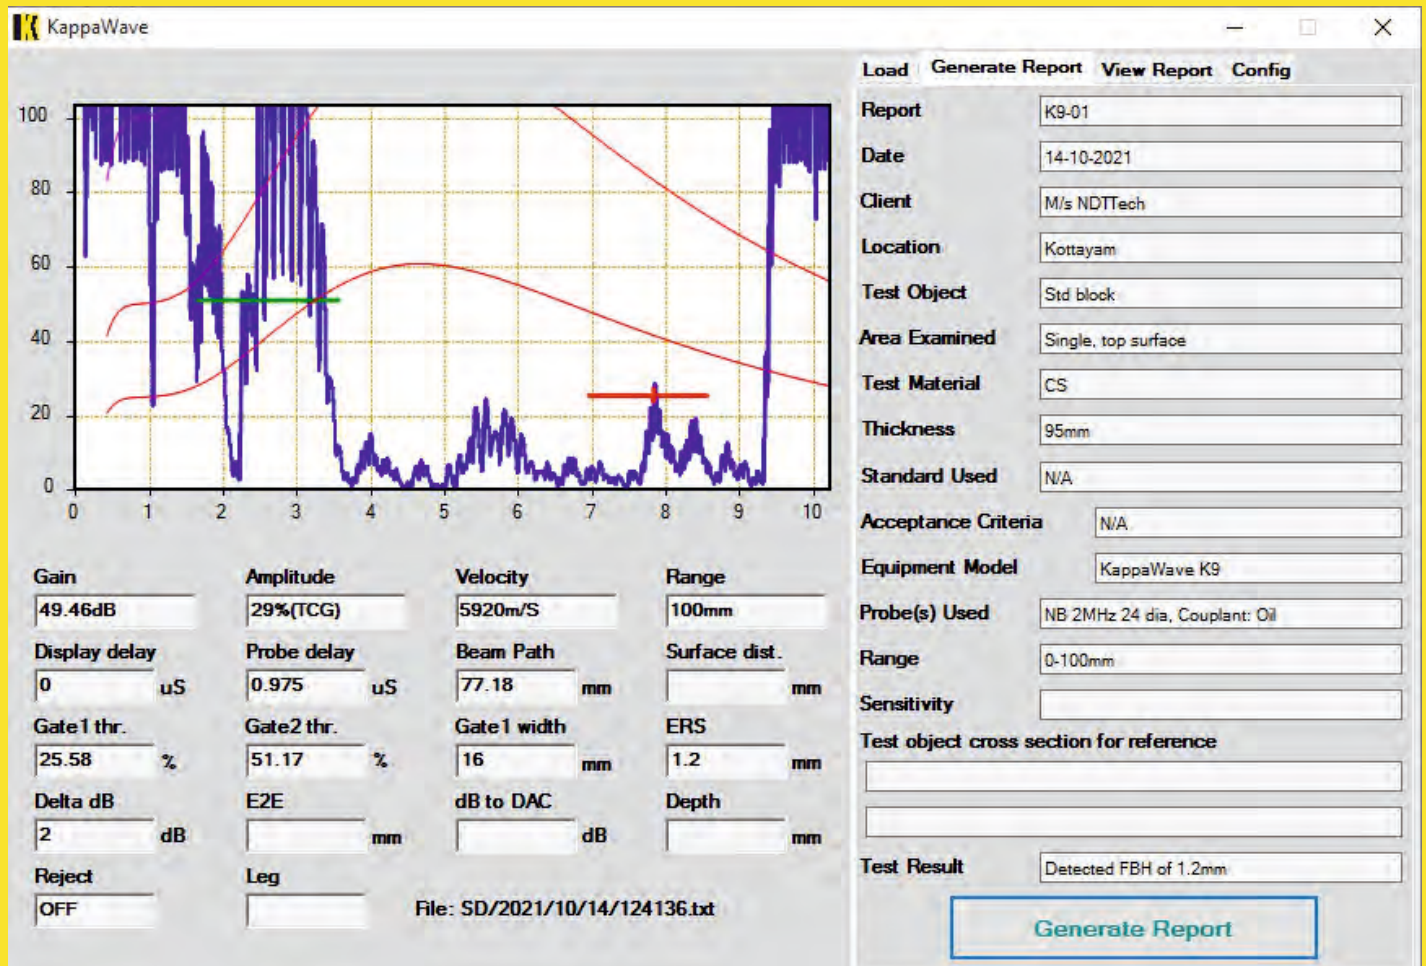 KappaWave
Load Generate Report View Report Config
100
80
60
40
20
0
0 1 2 3 4 5 6 7 8 9 10
Gain Amplitude Velocity Range
49.46dB 29%(TCG) 5920m/S 100mm
Display delay Probe delay Beam Path Surface dist.
0 uS 0.975 uS 77.18 mm mm
Gate1 thr. Gate2 thr. Gate1 width ERS
25.58 % 51.17 % 16 mm 1.2 mm
Delta dB E2E dB to DAC Depth
2 dB mm dB mm
Reject Leg
OFF File: SD/2021/10/14/124136.txt
Report K9-01
Date 14-10-2021
Client M/s NDTTech
Location Kottayam
Test Object Std block
Area Examined Single, top surface
Test Material CS
Thickness 95mm
Standard Used N/A
Acceptance Criteria N/A
Equipment Model KappaWave K9
Probe(s) Used NB 2MHz 24 dia, Couplant: Oil
Range 0-100mm
Sensitivity
Test object cross section for reference
Test Result Detected FBH of 1.2mm
Generate Report